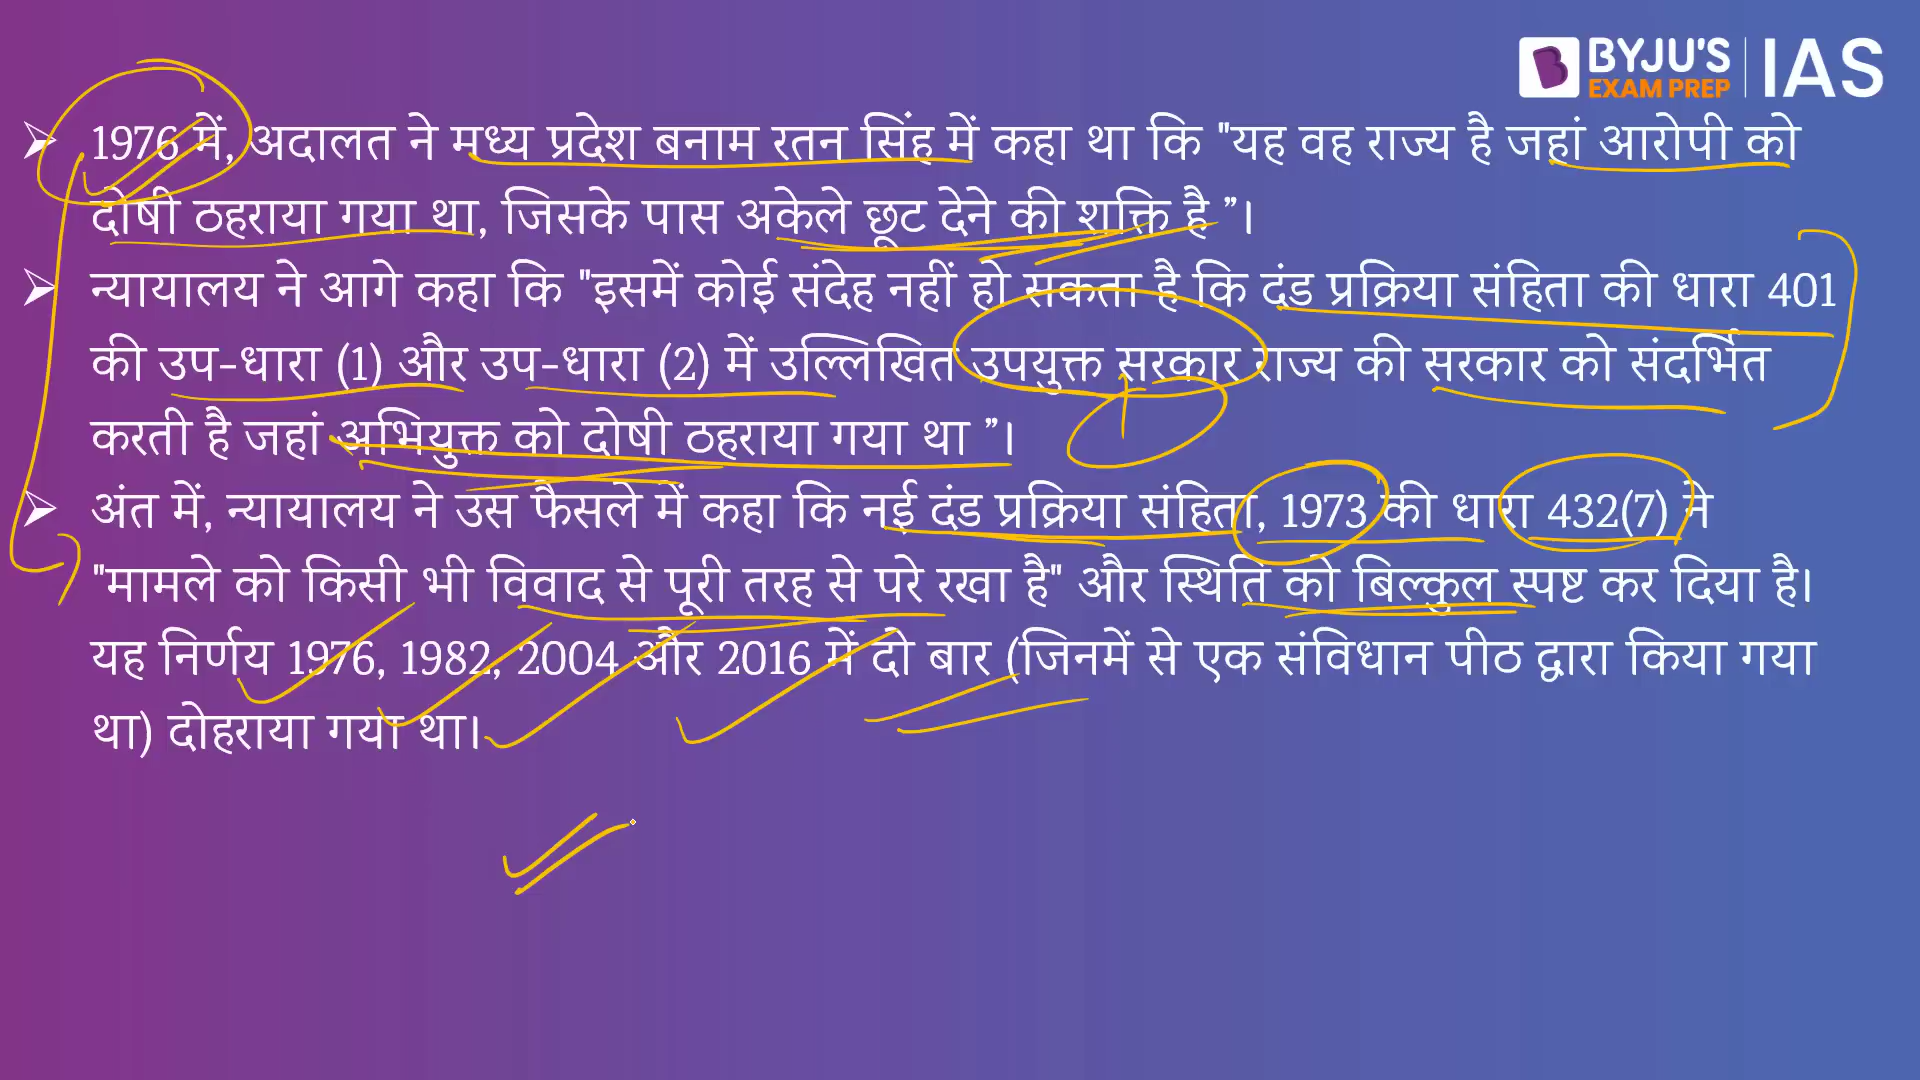 BYJU'S
EXAM PREP
IAS
➢ 1976 में, अदालत ने मध्य प्रदेश बनाम रतन सिंह में कहा था कि "यह वह राज्य है जहां आरोपी को
दोषी ठहराया गया था, जिसके पास अकेले छूट देने की शक्ति है ”।
➢ न्यायालय ने आगे कहा कि "इसमें कोई संदेह नहीं हो सकता है कि दंड प्रक्रिया संहिता की धारा 401
की उप-धारा (1) और उप-धारा (2) में उल्लिखित उपयुक्त सरकार राज्य की सरकार को संदर्भित
करती है जहां अभियुक्त को दोषी ठहराया गया था ”।
➢ अंत में, न्यायालय ने उस फैसले में कहा कि नई दंड प्रक्रिया संहिता, 1973 की धारा 432(7) ने
"मामले को किसी भी विवाद से पूरी तरह से परे रखा है" और स्थिति को बिल्कुल स्पष्ट कर दिया है।
यह निर्णय 1976, 1982, 2004 और 2016 में दो बार (जिनमें से एक संविधान पीठ द्वारा किया गया
था) दोहराया गया था।